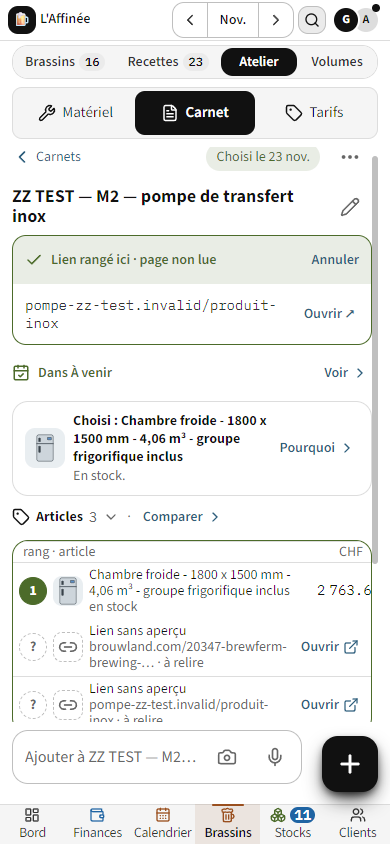 L'Affinée
Nov.
G
A
Brassins 16
Recettes 23
Atelier
Volumes
Matériel
Carnet
Tarifs
Carnets
Choisi le 23 nov.
ZZ TEST — M2 — pompe de transfert
inox
Lien rangé ici · page non lue
Annuler
pompe-zz-test.invalid/produit-
inox
Ouvrir ↗
Dans À venir
Voir
Choisi : Chambre froide - 1800 x
1500 mm - 4,06 m³ - groupe
frigorifique inclus
En stock.
Pourquoi
Articles 3
·
Comparer
rang · article
CHF
1
Chambre froide - 1800 x 1500 mm -
4,06 m³ - groupe frigorifique inclus
en stock
2 763.6
?
Lien sans aperçu
brouwland.com/20347-brewferm-
brewing-… · à relire
Ouvrir
?
Lien sans aperçu
pompe-zz-test.invalid/produit-
inox · à relire
Ouvrir
Ajouter à ZZ TEST — M2…
Bord
Finances
Calendrier
Brassins
Stocks
11
Clients